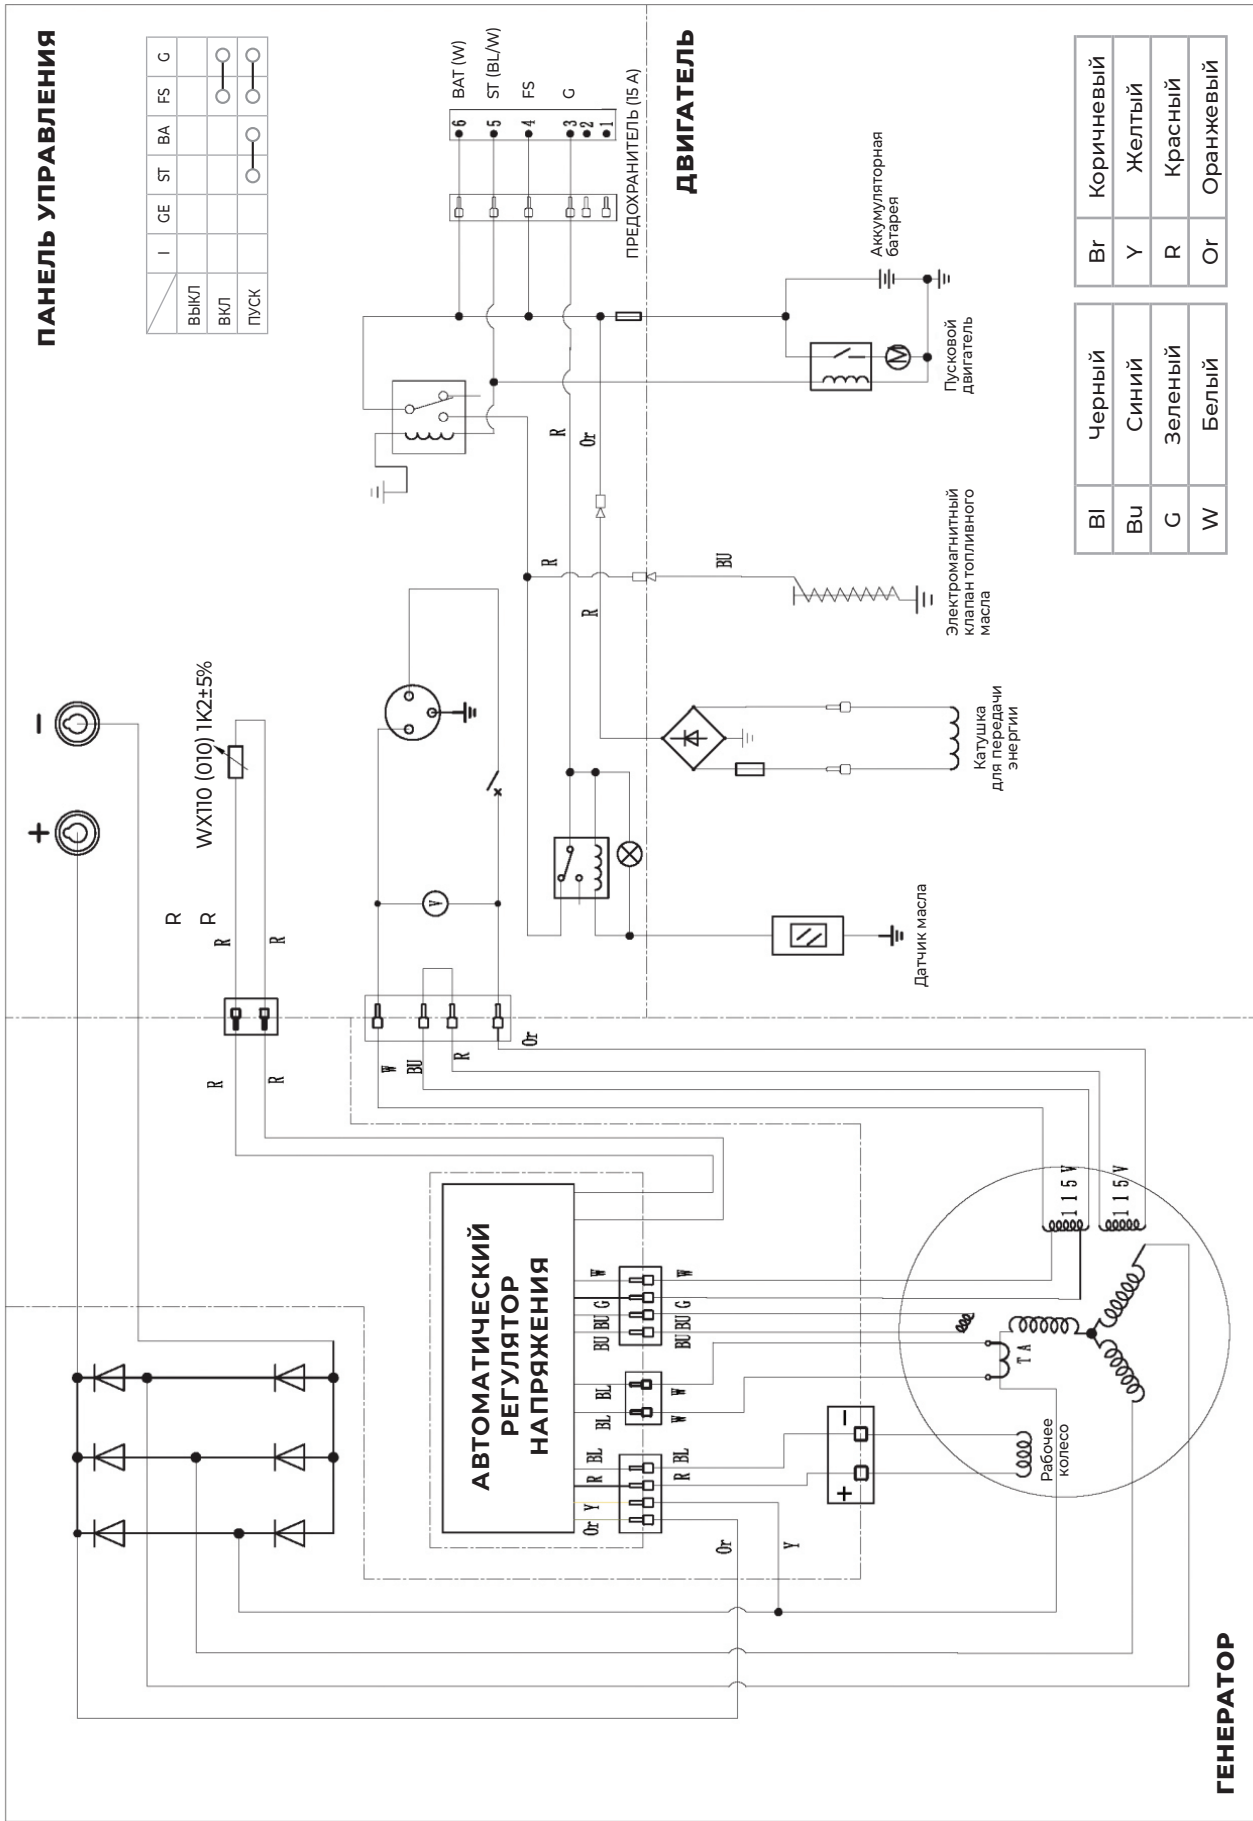 ПАНЕЛЬ УПРАВЛЕНИЯ
I GE ST BA FS G
ВЫКЛ
ВКЛ
ПУСК
+
−
WX110 (010) 1K2±5%
R
R
R
R
R
R
BAT (W)
ST (BL/W)
FS
G
6
5
4
3
2
1
ПРЕДОХРАНИТЕЛЬ (15 А)
ДВИГАТЕЛЬ
R
Or
R
R
BU
V
M
Аккумуляторная
батарея
Пусковой
двигатель
Электромагнитный
клапан топливного
масла
Катушка
для передачи
энергии
Датчик масла
W
BU
R
Or
АВТОМАТИЧЕСКИЙ
РЕГУЛЯТОР
НАПРЯЖЕНИЯ
Or Y R BL BL BL BU BU G W
R BL W W BU BU G W
Or
Y
+ −
Рабочее
колесо
TA
115V
115V
ГЕНЕРАТОР
Bl Черный
Bu Синий
G Зеленый
W Белый
Br Коричневый
Y Желтый
R Красный
Or Оранжевый